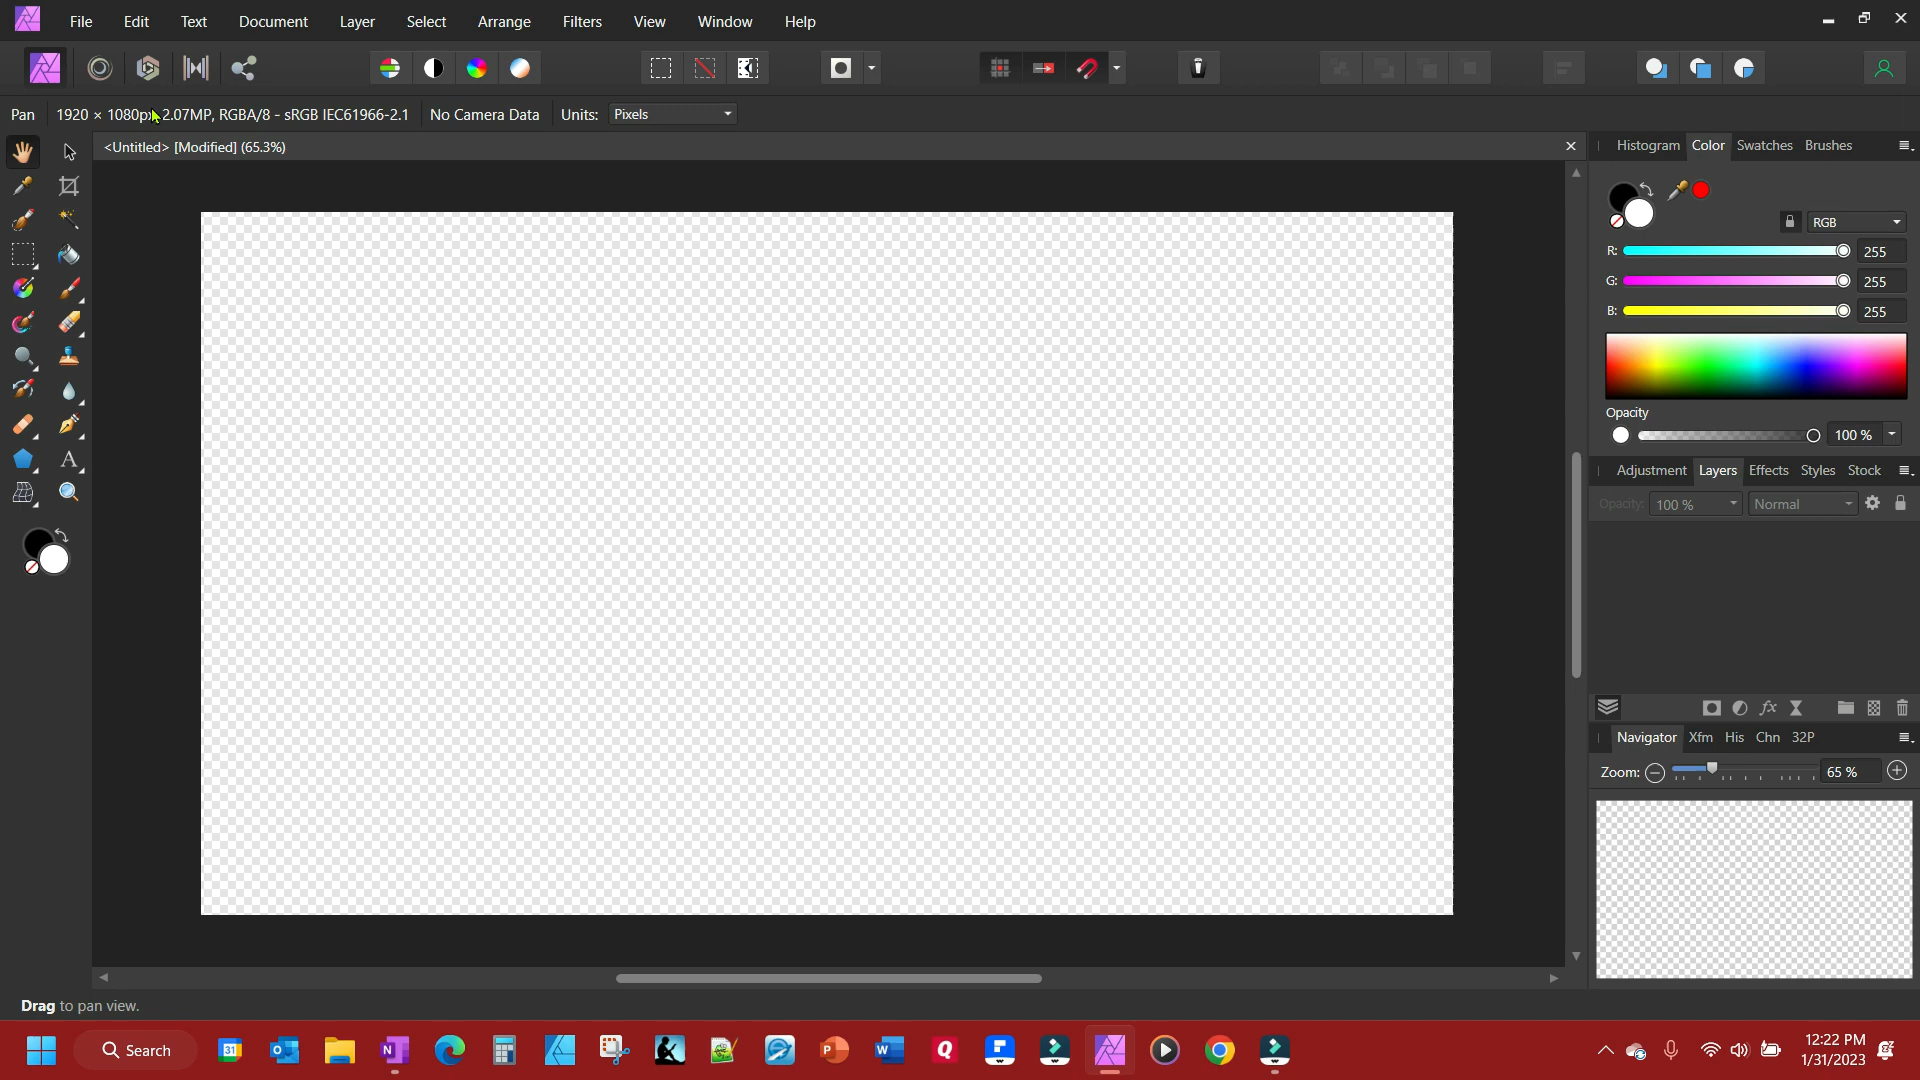 File Edit Text Document Layer Select Arrange Filters View Window Help
Pan 1920 × 1080px, 2.07MP, RGBA/8 - sRGB IEC61966-2.1 No Camera Data Units: Pixels
<Untitled> [Modified] (65.3%)
Histogram Color Swatches Brushes
RGB
R: 255
G: 255
B: 255
Opacity
100 %
Adjustment Layers Effects Styles Stock
Opacity: 100 % Normal
fx
Navigator Xfm His Chn 32P
Zoom: 65 %
Drag to pan view.
Search
31
12:22 PM
1/31/2023